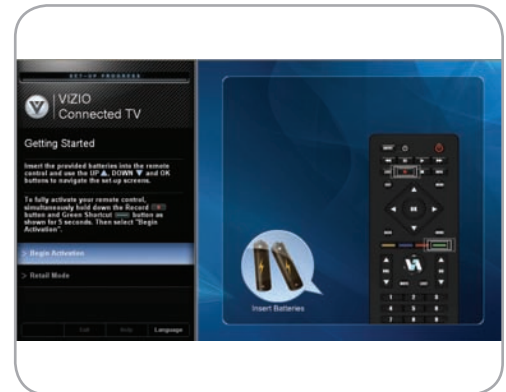 SET-UP PROGRESS
VIZIO
Connected TV
Getting Started
Insert the provided batteries into the remote
control and use the UP ▲, DOWN ▼ and OK
buttons to navigate the set up screens.
To fully activate your remote control,
simultaneously hold down the Record
button and Green Shortcut button as
shown for 5 seconds. Then select "Begin
Activation".
> Begin Activation
> Retail Mode
Exit Help Language
Insert Batteries
OK
1 2 3
4 5 6
7 8 9